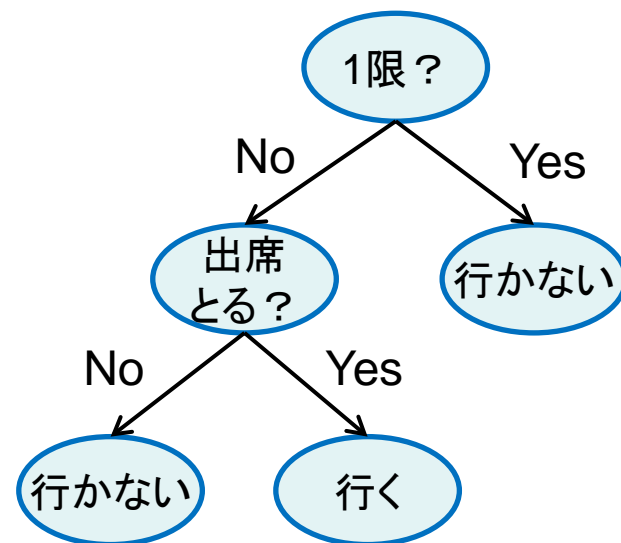 1限？
No
Yes
出席
とる？
行かない
No
Yes
行かない
行く